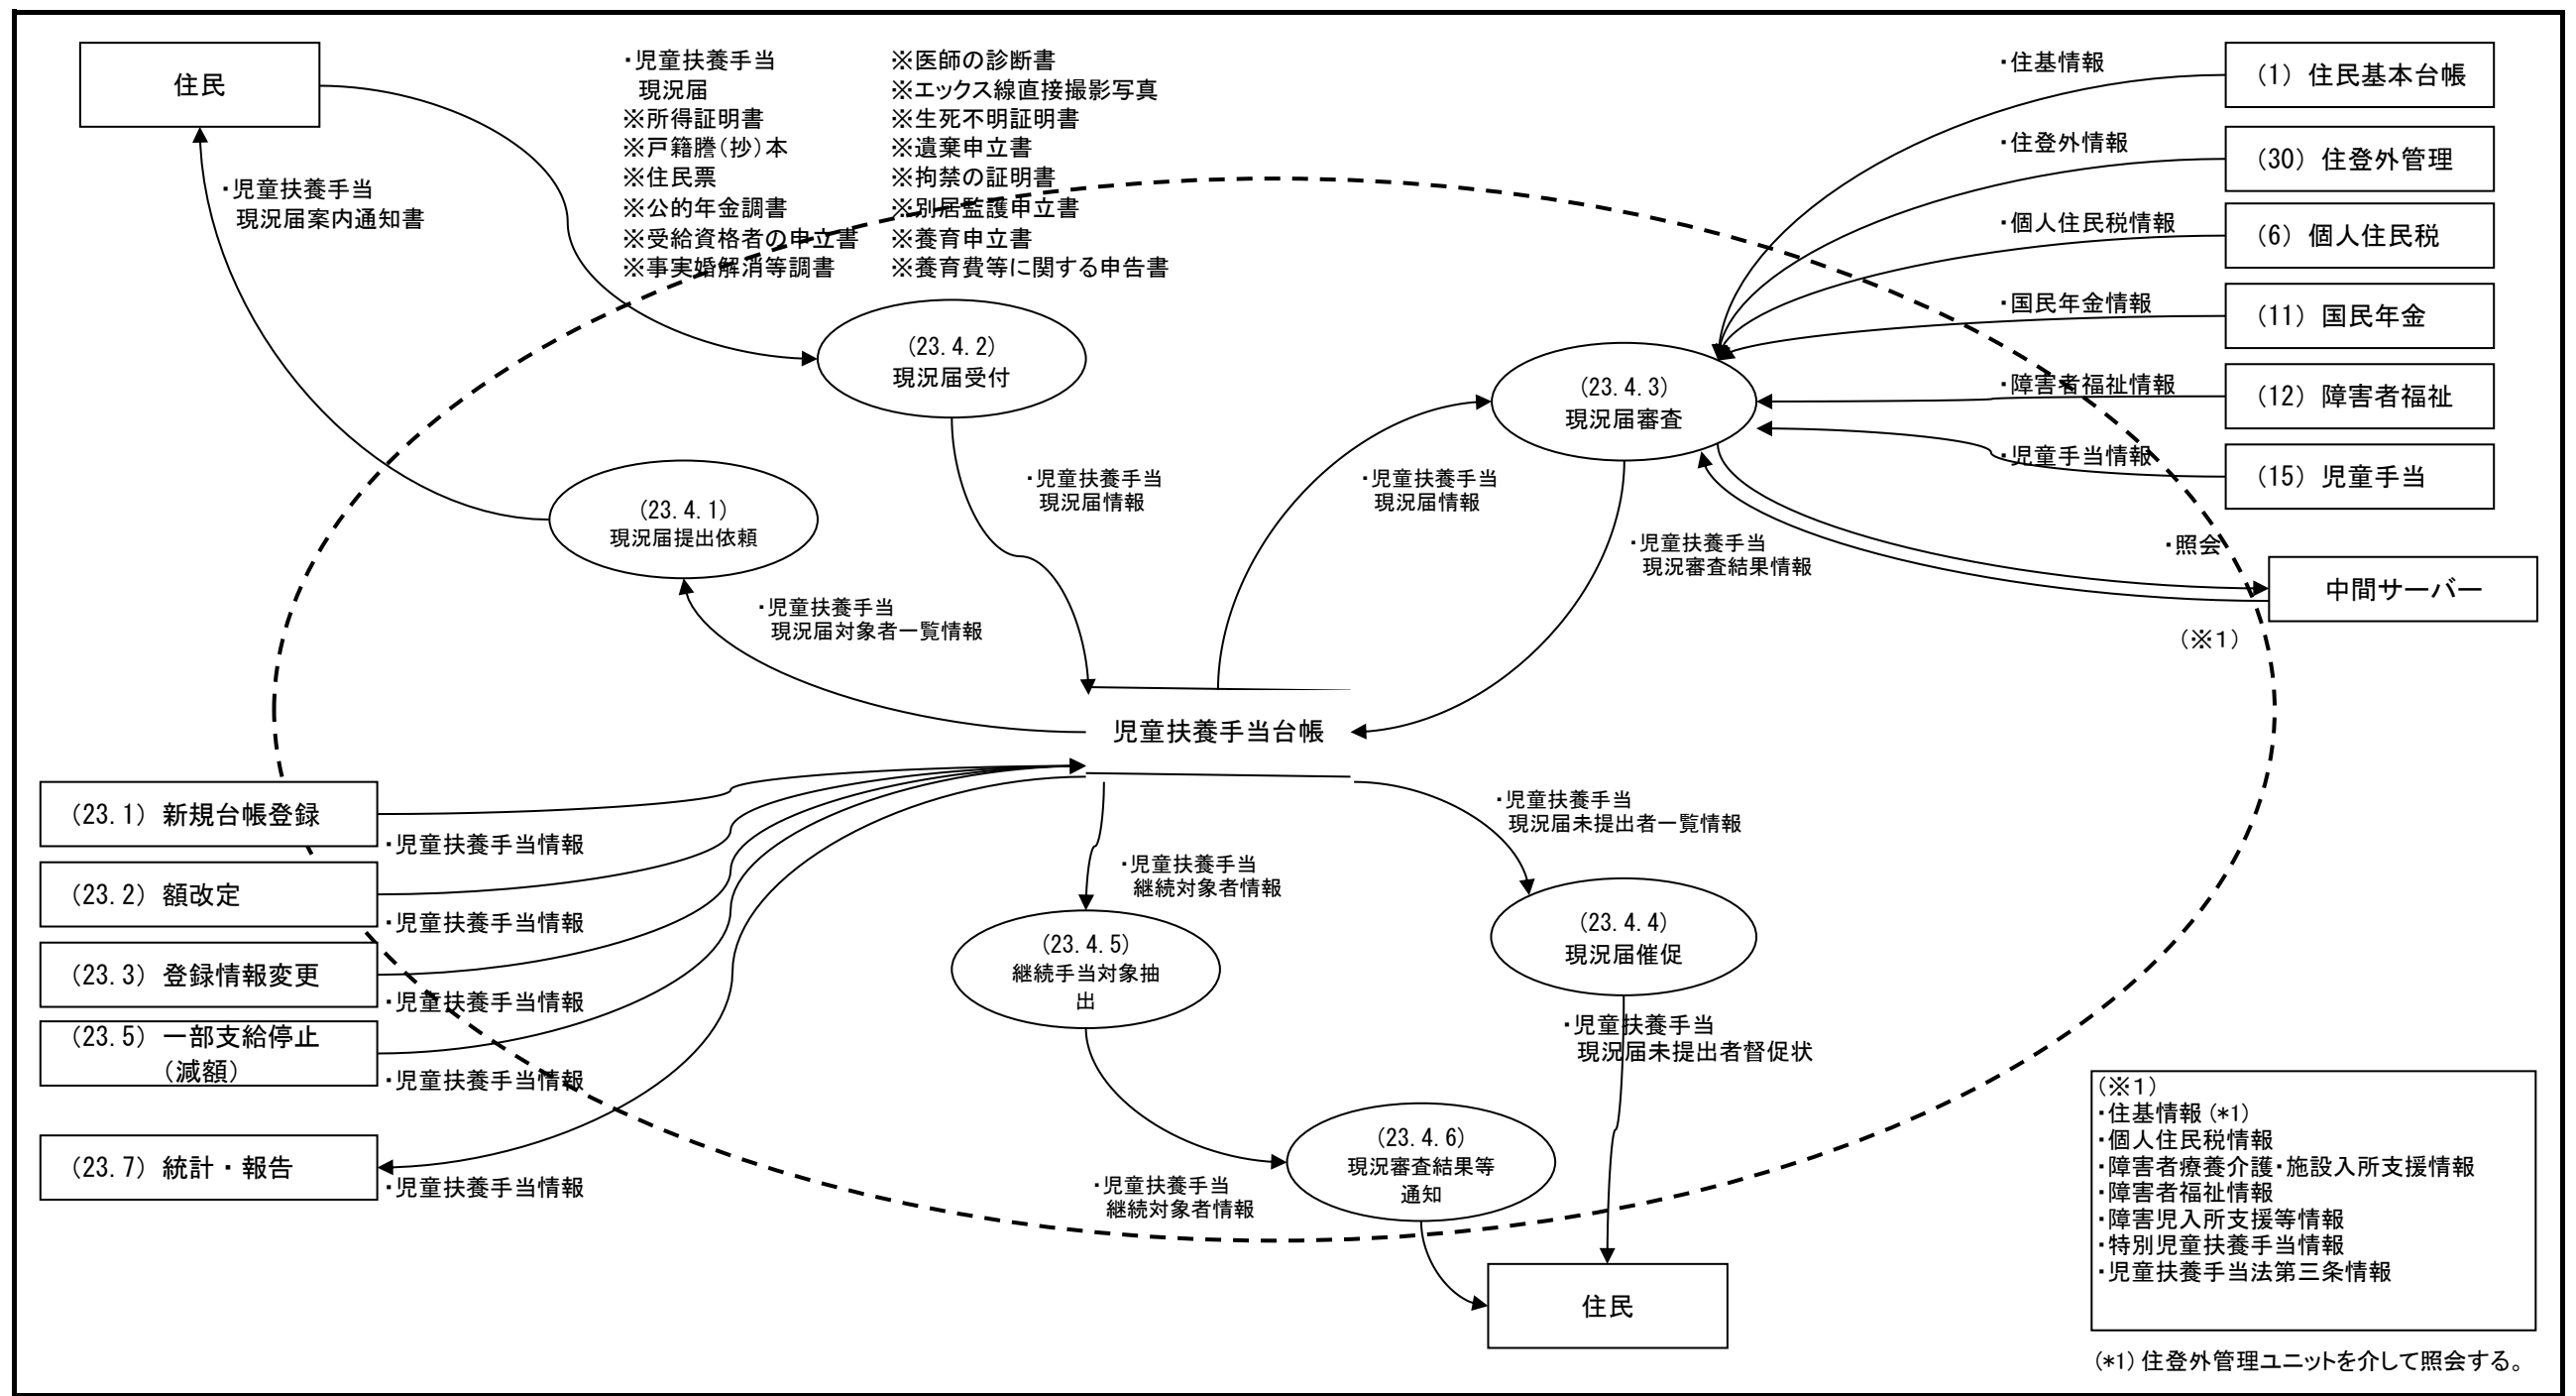 住民
・児童扶養手当
現況届案内通知書
・児童扶養手当
現況届
※所得証明書
※戸籍謄（抄）本
※住民票
※公的年金調書
※受給資格者の申立書
※事実婚解消等調書
※医師の診断書
※エックス線直接撮影写真
※生死不明証明書
※遺棄申立書
※拘禁の証明書
※別居監護申立書
※養育申立書
※養育費等に関する申告書
・住基情報
（1）住民基本台帳
・住登外情報
（30）住登外管理
・個人住民税情報
（6）個人住民税
・国民年金情報
（11）国民年金
・障害者福祉情報
（12）障害者福祉
・児童手当情報
（15）児童手当
・照会
中間サーバー
（※1）
（23.4.2）
現況届受付
（23.4.3）
現況届審査
（23.4.1）
現況届提出依頼
・児童扶養手当
現況届情報
・児童扶養手当
現況届情報
・児童扶養手当
現況審査結果情報
・児童扶養手当
現況届対象者一覧情報
児童扶養手当台帳
（23.1）新規台帳登録
・児童扶養手当情報
（23.2）額改定
・児童扶養手当情報
（23.3）登録情報変更
・児童扶養手当情報
（23.5）一部支給停止
（減額）
・児童扶養手当情報
（23.7）統計・報告
・児童扶養手当情報
・児童扶養手当
継続対象者情報
・児童扶養手当
現況届未提出者一覧情報
（23.4.5）
継続手当対象抽
出
（23.4.4）
現況届催促
・児童扶養手当
現況届未提出者督促状
・児童扶養手当
継続対象者情報
（23.4.6）
現況審査結果等
通知
住民
（※1）
・住基情報(*1)
・個人住民税情報
・障害者療養介護・施設入所支援情報
・障害者福祉情報
・障害児入所支援等情報
・特別児童扶養手当情報
・児童扶養手当法第三条情報
(*1)住登外管理ユニットを介して照会する。